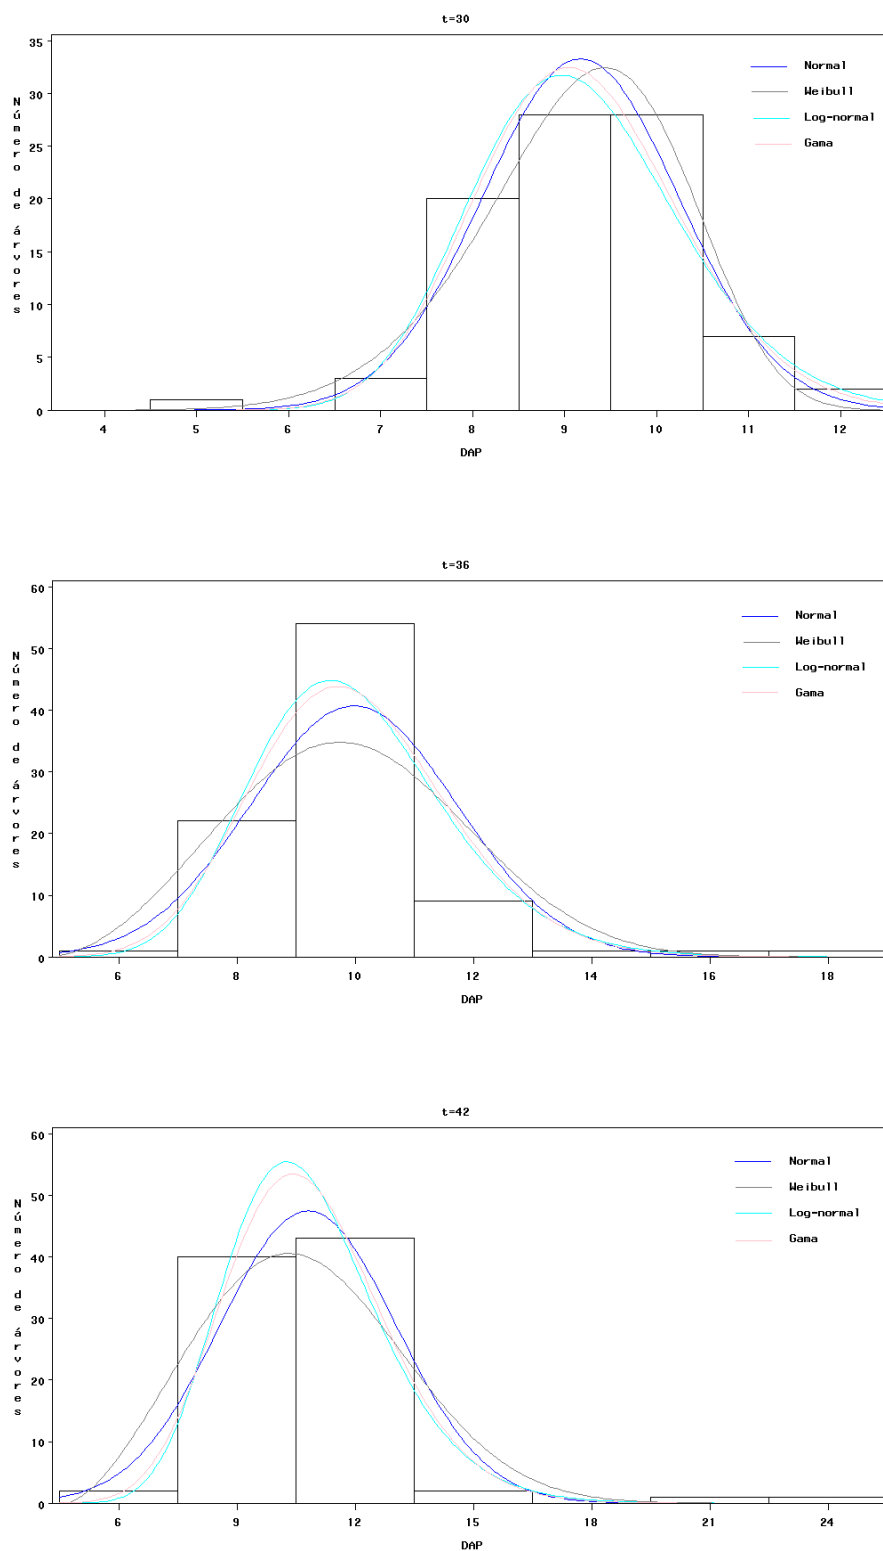 t=30
35
30
25
20
15
10
5
0
Número de árvores
Normal
Weibull
Log-normal
Gama
4 5 6 7 8 9 10 11 12
DAP
t=36
60
50
40
30
20
10
0
Número de árvores
Normal
Weibull
Log-normal
Gama
6 8 10 12 14 16 18
DAP
t=42
60
50
40
30
20
10
0
Número de árvores
Normal
Weibull
Log-normal
Gama
6 9 12 15 18 21 24
DAP